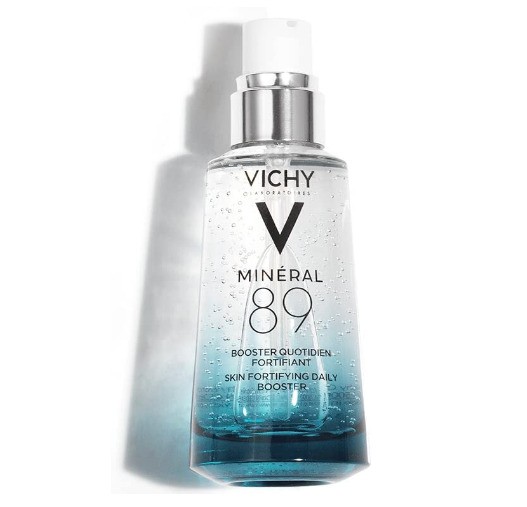 VICHY
LABORATOIRES
V
MINÉRAL
89
BOOSTER QUOTIDIEN
FORTIFIANT
SKIN FORTIFYING DAILY
BOOSTER